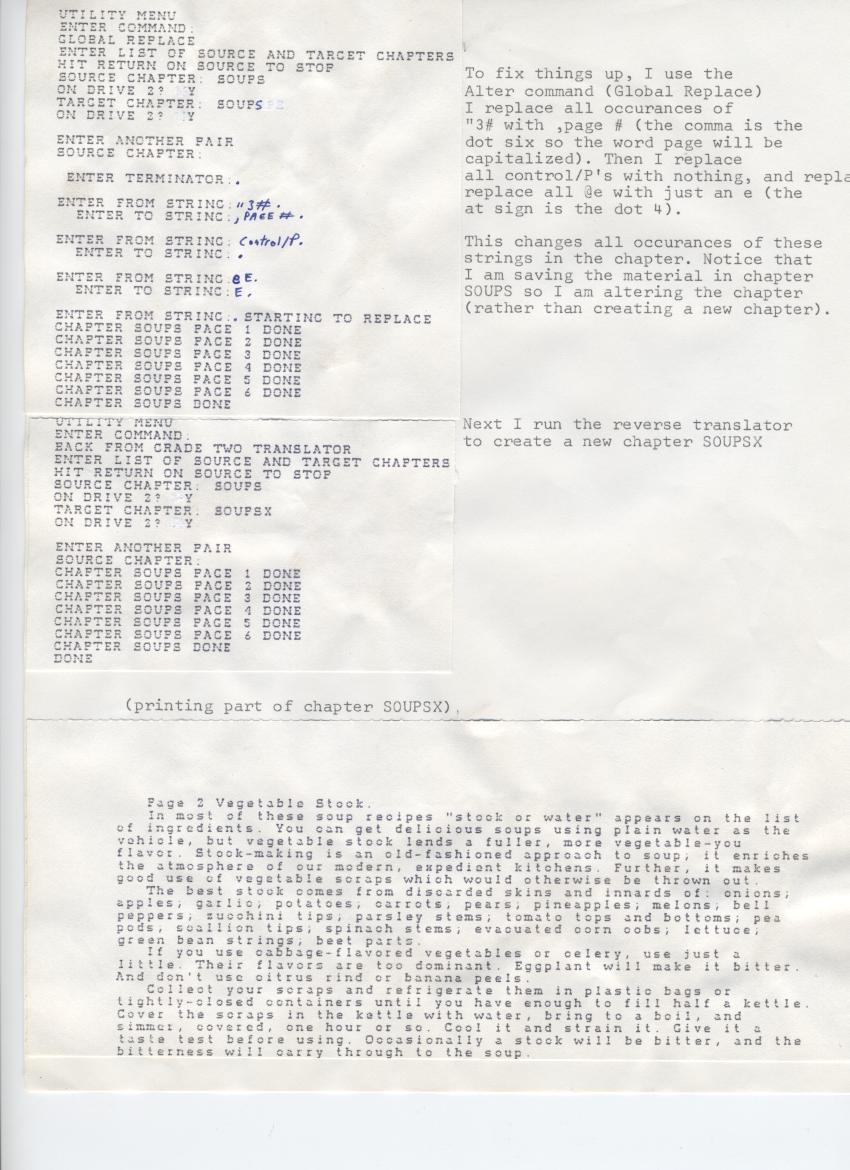 UTILITY MENU
ENTER COMMAND:
GLOBAL REPLACE
ENTER LIST OF SOURCE AND TARGET CHAPTERS
HIT RETURN ON SOURCE TO STOP
SOURCE CHAPTER: SOUPS
ON DRIVE 2? Y
TARGET CHAPTER: SOUPS
ON DRIVE 2? Y
ENTER ANOTHER PAIR
SOURCE CHAPTER:
ENTER TERMINATOR: .
ENTER FROM STRING: "3#.
ENTER TO STRING: ,PAGE #.
ENTER FROM STRING: Control/P.
ENTER TO STRING: .
ENTER FROM STRING: @E.
ENTER TO STRING: E.
ENTER FROM STRING: . STARTING TO REPLACE
CHAPTER SOUPS PAGE 1 DONE
CHAPTER SOUPS PAGE 2 DONE
CHAPTER SOUPS PAGE 3 DONE
CHAPTER SOUPS PAGE 4 DONE
CHAPTER SOUPS PAGE 5 DONE
CHAPTER SOUPS PAGE 6 DONE
CHAPTER SOUPS DONE
To fix things up, I use the
Alter command (Global Replace)
I replace all occurances of
"3# with ,page # (the comma is the
dot six so the word page will be
capitalized). Then I replace
all control/P's with nothing, and repla
replace all @e with just an e (the
at sign is the dot 4).
This changes all occurances of these
strings in the chapter. Notice that
I am saving the material in chapter
SOUPS so I am altering the chapter
(rather than creating a new chapter).
UTILITY MENU
ENTER COMMAND:
BACK FROM GRADE TWO TRANSLATOR
ENTER LIST OF SOURCE AND TARGET CHAPTERS
HIT RETURN ON SOURCE TO STOP
SOURCE CHAPTER: SOUPS
ON DRIVE 2? Y
TARGET CHAPTER: SOUPSX
ON DRIVE 2? Y
ENTER ANOTHER PAIR
SOURCE CHAPTER:
CHAPTER SOUPS PAGE 1 DONE
CHAPTER SOUPS PAGE 2 DONE
CHAPTER SOUPS PAGE 3 DONE
CHAPTER SOUPS PAGE 4 DONE
CHAPTER SOUPS PAGE 5 DONE
CHAPTER SOUPS PAGE 6 DONE
CHAPTER SOUPS DONE
DONE
Next I run the reverse translator
to create a new chapter SOUPSX
(printing part of chapter SOUPSX)
Page 2 Vegetable Stock.
In most of these soup recipes "stock or water" appears on the list
of ingredients. You can get delicious soups using plain water as the
vehicle, but vegetable stock lends a fuller, more vegetable-you
flavor. Stock-making is an old-fashioned approach to soup; it enriches
the atmosphere of our modern, expedient kitchens. Further, it makes
good use of vegetable scraps which would otherwise be thrown out.
The best stock comes from discarded skins and innards of: onions;
apples; garlic; potatoes; carrots; pears; pineapples; melons; bell
peppers; zucchini tips; parsley stems; tomato tops and bottoms; pea
pods; scallion tips; spinach stems; evacuated corn cobs; lettuce;
green bean strings; beet parts.
If you use cabbage-flavored vegetables or celery, use just a
little. Their flavors are too dominant. Eggplant will make it bitter.
And don't use citrus rind or banana peels.
Collect your scraps and refrigerate them in plastic bags or
tightly-closed containers until you have enough to fill half a kettle.
Cover the scraps in the kettle with water, bring to a boil, and
simmer, covered, one hour or so. Cool it and strain it. Give it a
taste test before using. Occasionally a stock will be bitter, and the
bitterness will carry through to the soup.